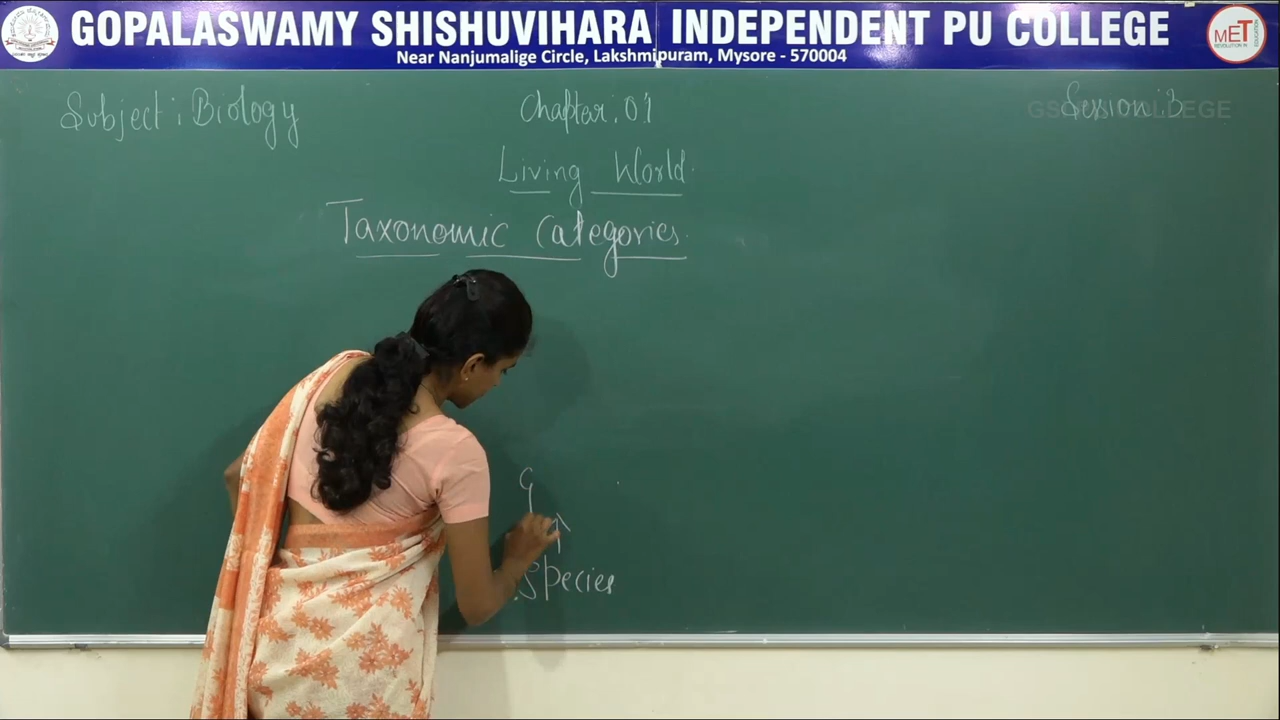 GOPALASWAMY SHISHUVIHARA INDEPENDENT PU COLLEGE
Near Nanjumalige Circle, Lakshmipuram, Mysore - 570004
MET
Subject : Biology
Chapter : 01
Session : 3
Living World
Taxonomic Categories
Species